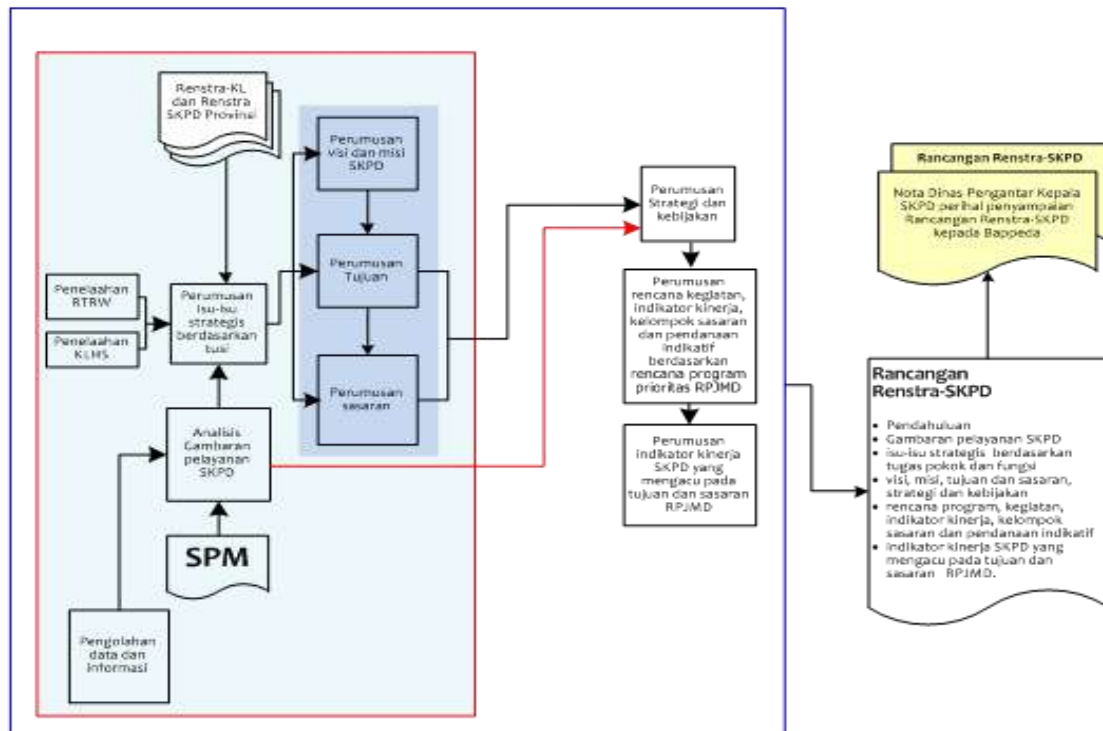 Renstra-KL
dan Renstra
SKPD Provinsi
Perumusan
visi dan misi
SKPD
Perumusan
Tujuan
Perumusan
sasaran
Penelaahan
RTRW
Penelaahan
KLHS
Perumusan
isu-isu
strategis
berdasarkan
tusi
Analisis
Gambaran
pelayanan
SKPD
SPM
Pengolahan
data dan
informasi
Perumusan
Strategi dan
kebijakan
Perumusan
rencana kegiatan,
indikator kinerja,
kelompok sasaran
dan pendanaan
indikatif
berdasarkan
rencana program
prioritas RPJMD
Perumusan
indikator kinerja
SKPD yang
mengacu pada
tujuan dan sasaran
RPJMD
Rancangan Renstra-SKPD
Nota Dinas Pengantar Kepala
SKPD perihal penyampaian
Rancangan Renstra-SKPD
kepada Bappeda
Rancangan
Renstra-SKPD
• Pendahuluan
• Gambaran pelayanan SKPD
• isu-isu strategis berdasarkan
tugas pokok dan fungsi
• visi, misi, tujuan dan sasaran,
strategi dan kebijakan
• rencana program, kegiatan,
indikator kinerja, kelompok
sasaran dan pendanaan indikatif
• indikator kinerja SKPD yang
mengacu pada tujuan dan
sasaran RPJMD.